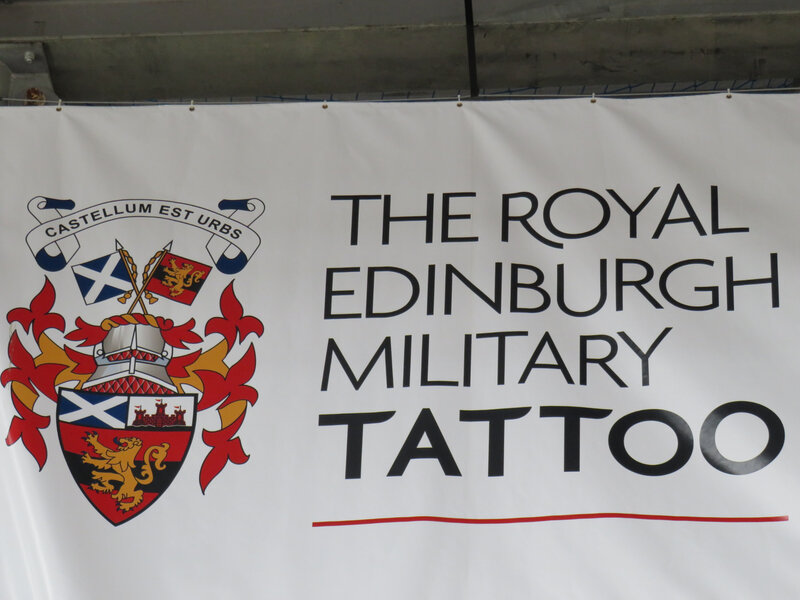 CASTELLUM EST URBS
THE ROYAL
EDINBURGH
MILITARY
TATTOO